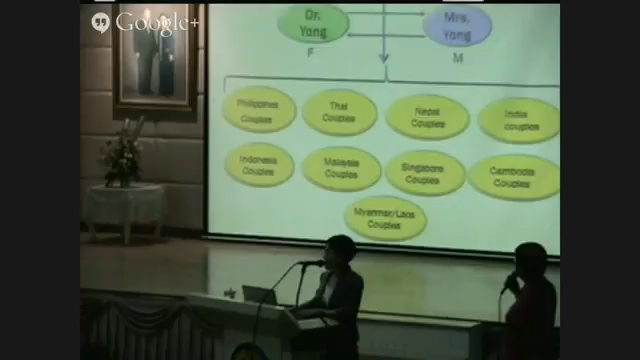 Google+
Dr.
Yong
Mrs.
Yong
F
M
Philippines
Couples
Thai
Couples
Nepal
Couples
India
couples
Indonesia
Couples
Malaysia
Couples
Singapore
Couples
Cambodia
Couples
Myanmar/Laos
Couples